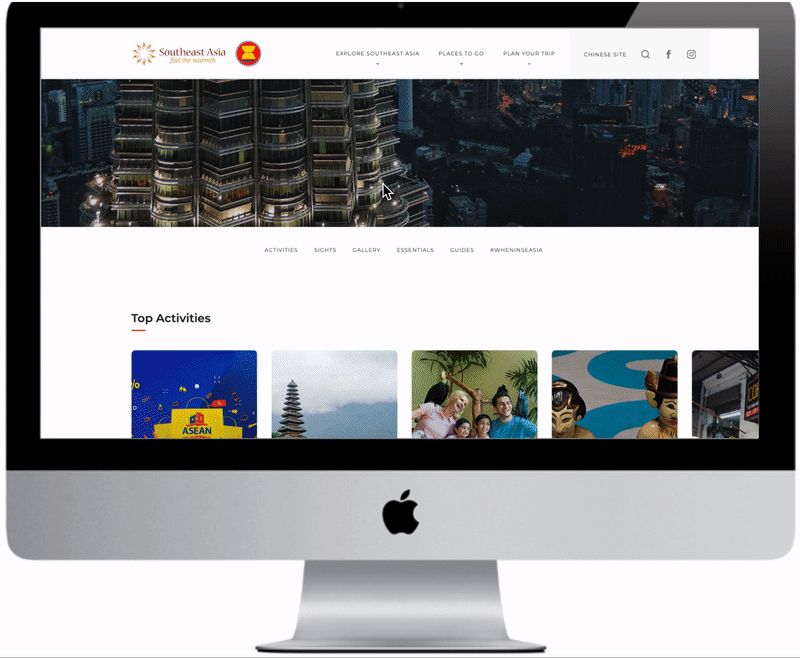 Southeast Asia
feel the warmth
EXPLORE SOUTHEAST ASIA
PLACES TO GO
PLAN YOUR TRIP
CHINESE SITE
ACTIVITIES
SIGHTS
GALLERY
ESSENTIALS
GUIDES
#WHENINSEASIA
Top Activities
%
ASEAN